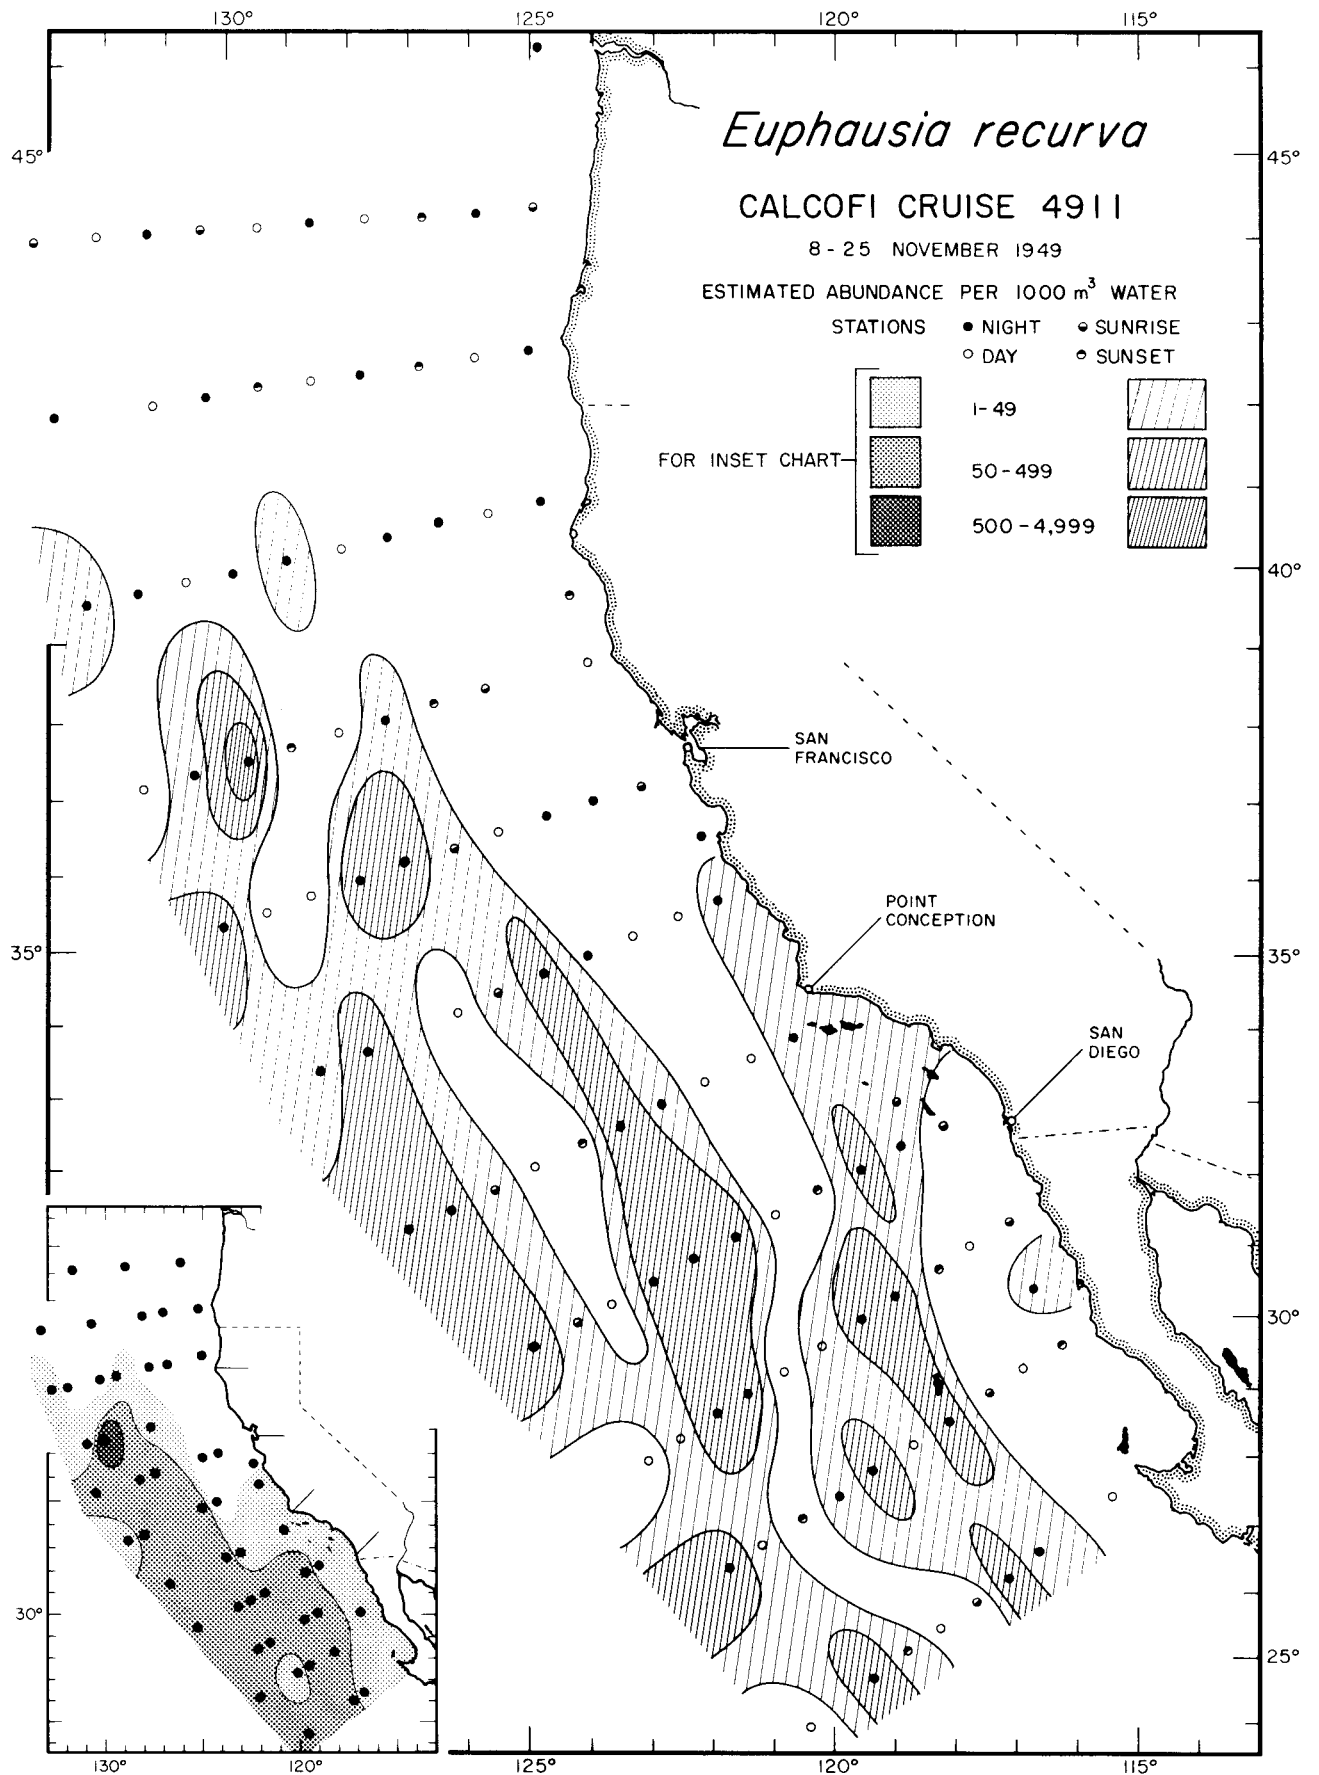 130° 125° 120° 115°
Euphausia recurva
45° 45°
CALCOFI CRUISE 4911
8-25 NOVEMBER 1949
ESTIMATED ABUNDANCE PER 1000 m³ WATER
STATIONS NIGHT SUNRISE
DAY SUNSET
1-49
FOR INSET CHART 50-499
500-4,999
40°
SAN
FRANCISCO
POINT
CONCEPTION
35° 35°
SAN
DIEGO
30°
30°
25°
130° 120° 125° 120° 115°